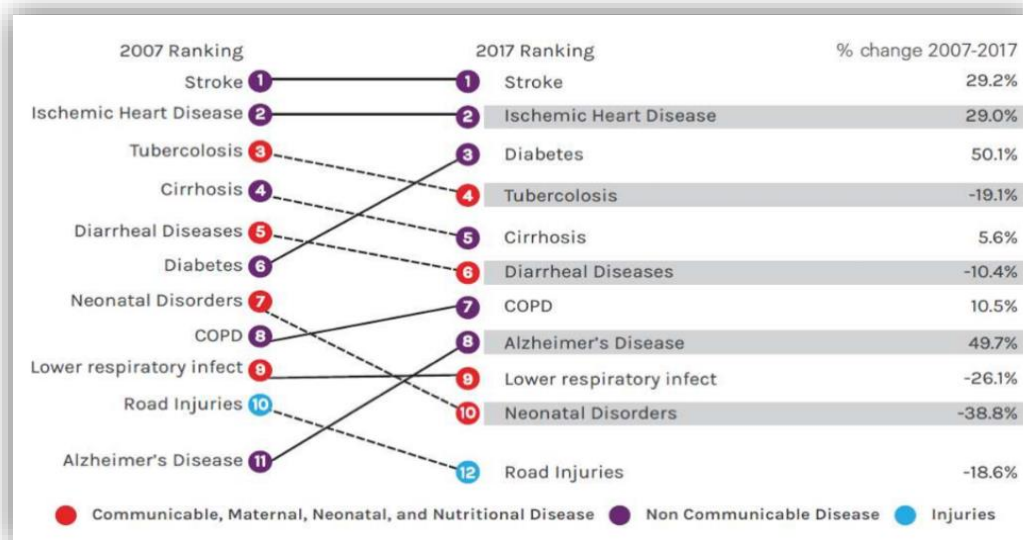 2007 Ranking 2017 Ranking % change 2007-2017
Stroke 1 1 Stroke 29.2%
Ischemic Heart Disease 2 2 Ischemic Heart Disease 29.0%
Tubercolosis 3 3 Diabetes 50.1%
Cirrhosis 4 4 Tubercolosis -19.1%
Diarrheal Diseases 5 5 Cirrhosis 5.6%
Diabetes 6 6 Diarrheal Diseases -10.4%
Neonatal Disorders 7 7 COPD 10.5%
COPD 8 8 Alzheimer's Disease 49.7%
Lower respiratory infect 9 9 Lower respiratory infect -26.1%
Road Injuries 10 10 Neonatal Disorders -38.8%
Alzheimer's Disease 11 12 Road Injuries -18.6%
Communicable, Maternal, Neonatal, and Nutritional Disease Non Communicable Disease Injuries